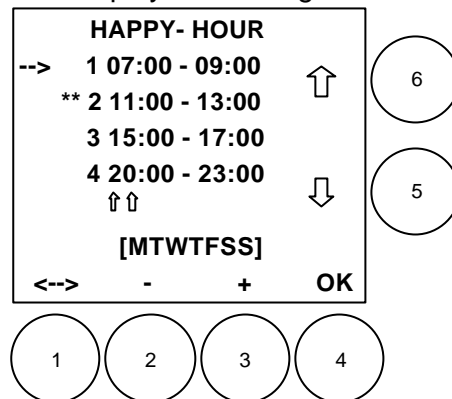 HAPPY- HOUR
--> 1 07:00 - 09:00
** 2 11:00 - 13:00
3 15:00 - 17:00
4 20:00 - 23:00
⇧ ⇧
⇧
⇩
[MTWTFSS]
<--> - + OK
6
5
1 2 3 4